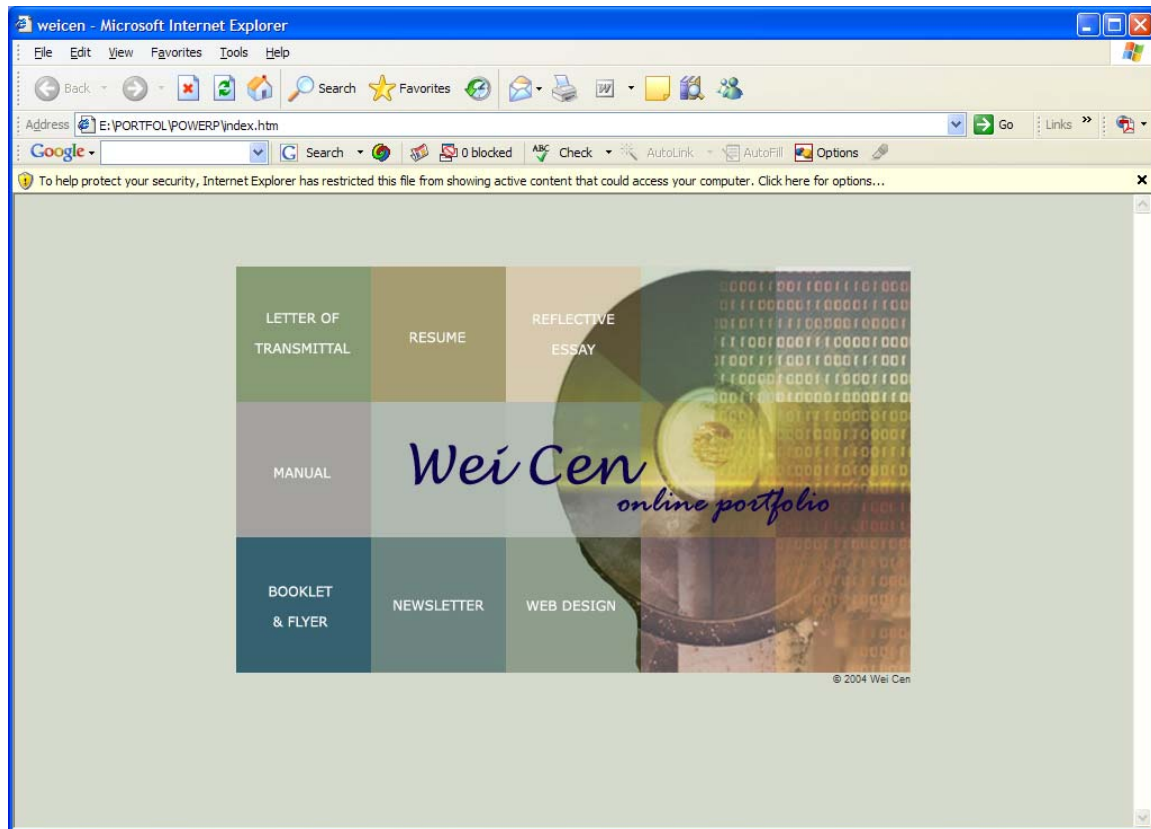 weicen - Microsoft Internet Explorer
File Edit View Favorites Tools Help
Back Search Favorites
Address E:\PORTFOL\POWERP\index.htm Go Links »
Google Search 0 blocked ABC Check AutoLink AutoFill Options
To help protect your security, Internet Explorer has restricted this file from showing active content that could access your computer. Click here for options...
LETTER OF
TRANSMITTAL
RESUME
REFLECTIVE
ESSAY
MANUAL
Wei Cen
online portfolio
BOOKLET
& FLYER
NEWSLETTER
WEB DESIGN
© 2004 Wei Cen